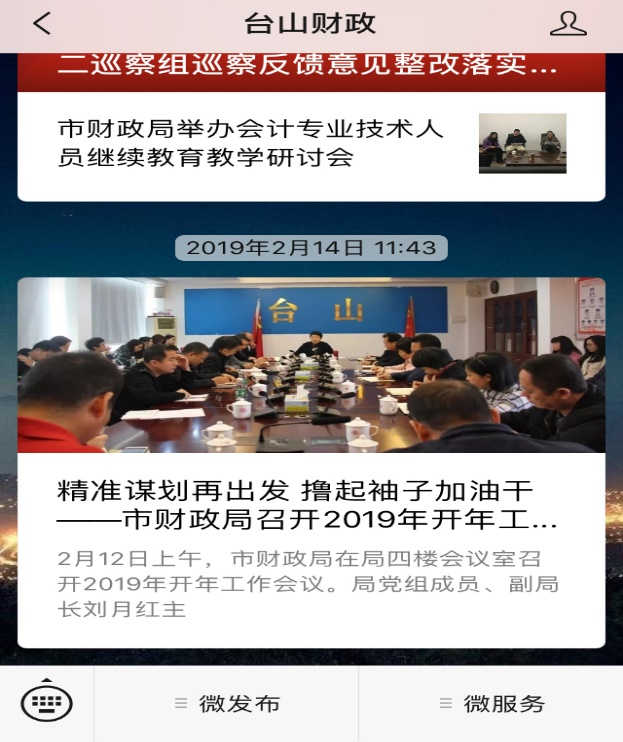 台山财政
二巡察组巡察反馈意见整改落实...
市财政局举办会计专业技术人
员继续教育教学研讨会
2019年2月14日 11:43
台山
精准谋划再出发 撸起袖子加油干
——市财政局召开2019年开年工...
2月12日上午，市财政局在局四楼会议室召
开2019年开年工作会议。局党组成员、副局
长刘月红主
微发布
微服务